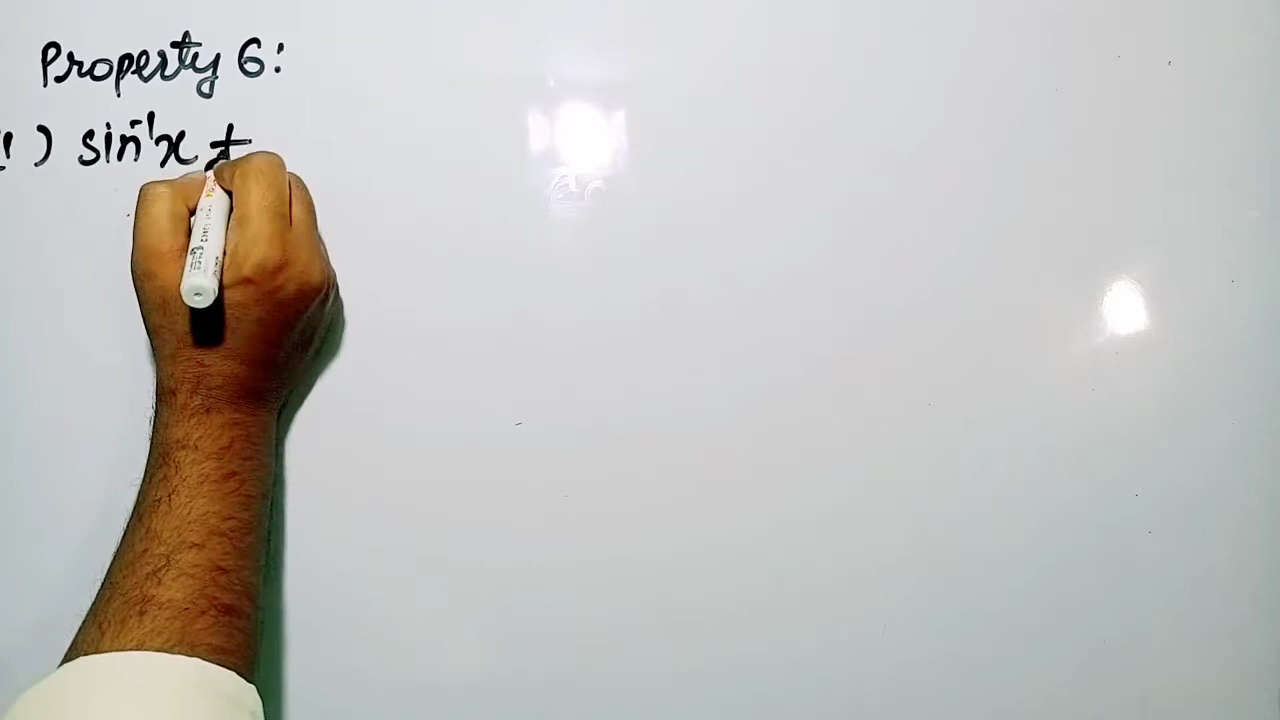 Property 6:
) sin⁻¹x ±